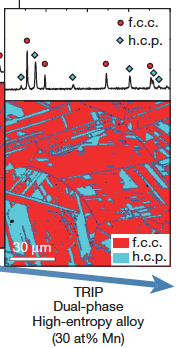 f.c.c.
h.c.p.
30 μm
f.c.c.
h.c.p.
TRIP
Dual-phase
High-entropy alloy
(30 at% Mn)